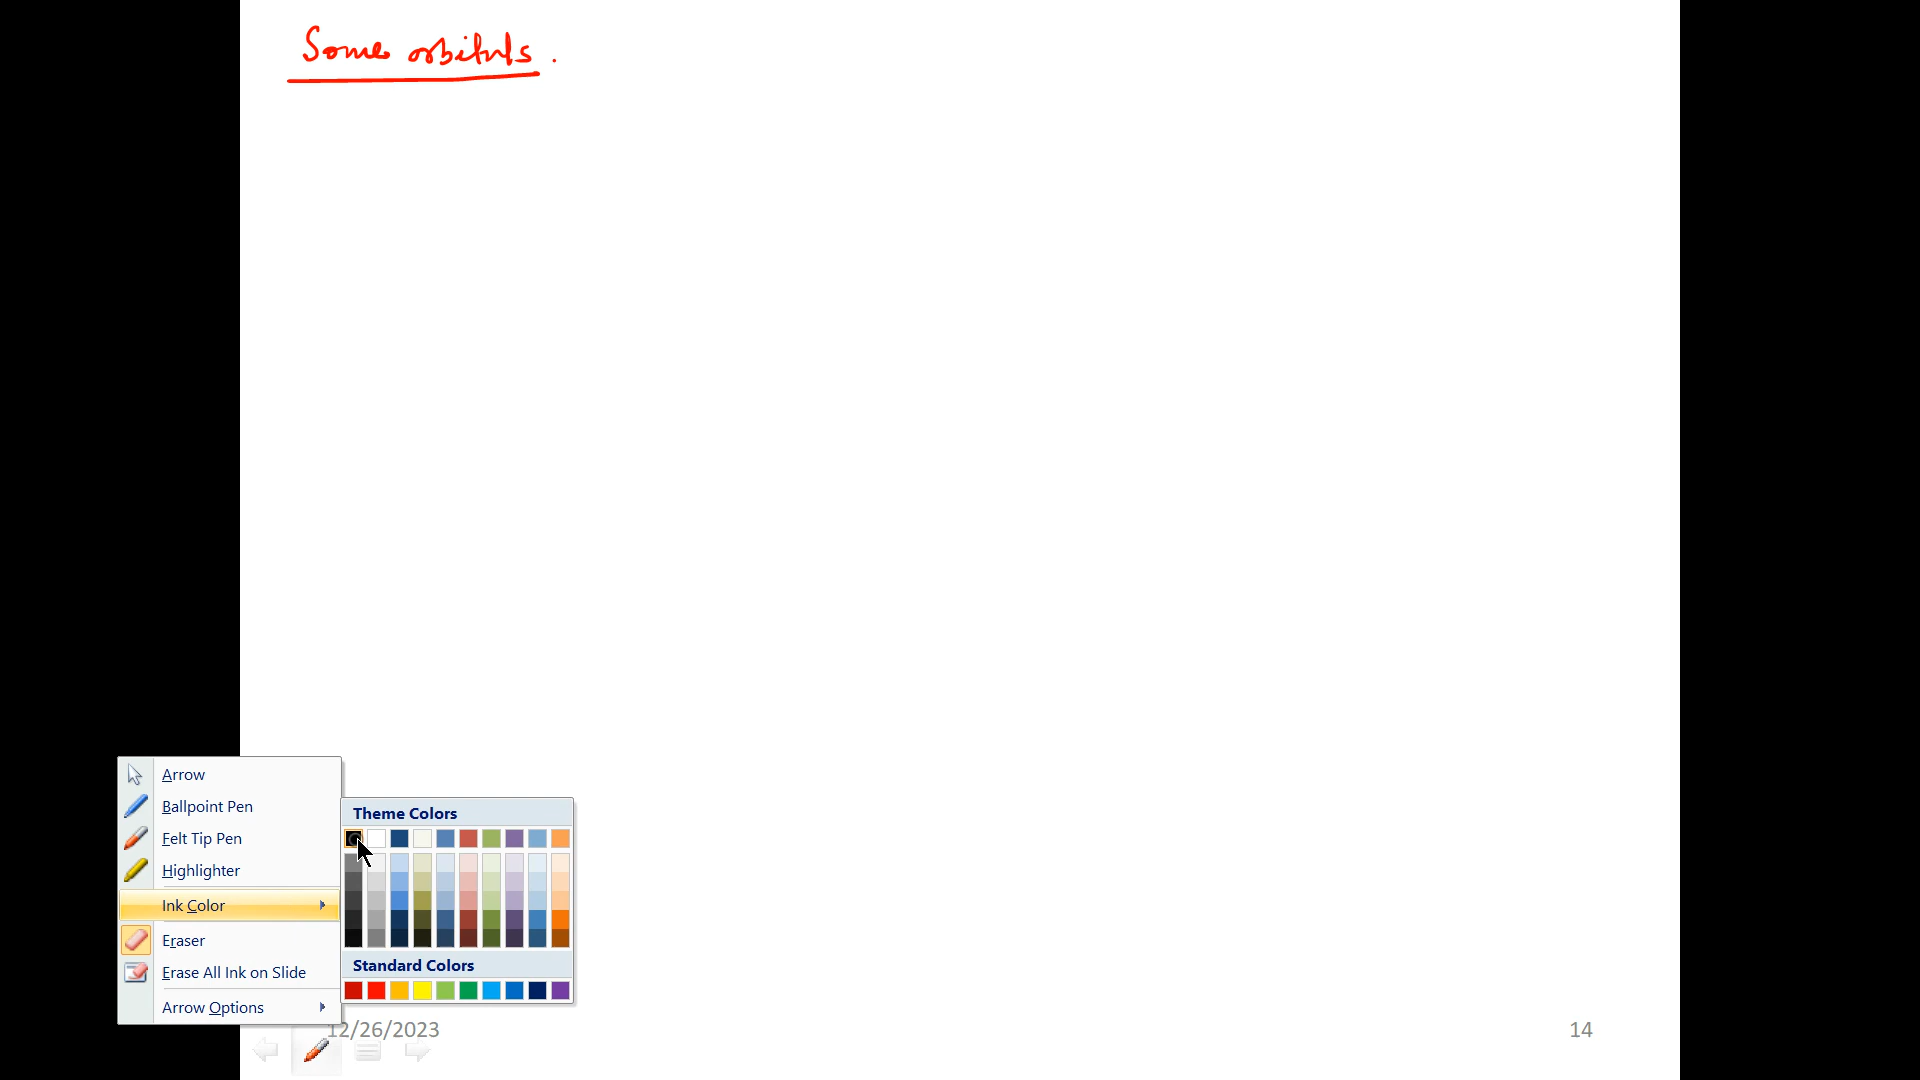 Some orbitals.
Arrow
Ballpoint Pen
Felt Tip Pen
Highlighter
Ink Color
Eraser
Erase All Ink on Slide
Arrow Options
Theme Colors
Standard Colors
12/26/2023
14